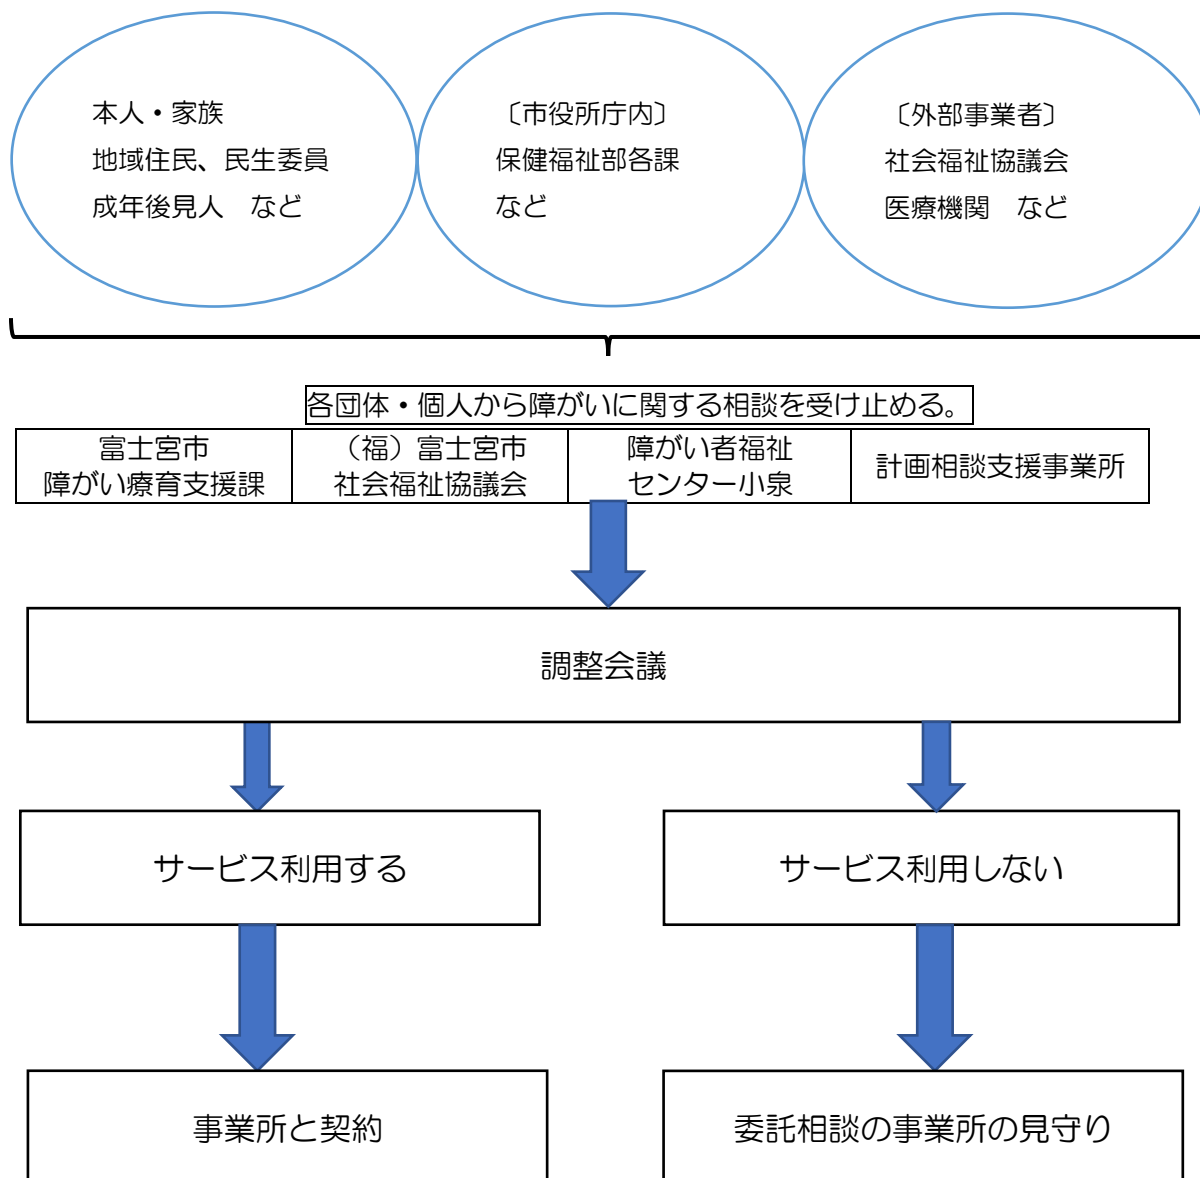 本人・家族
地域住民、民生委員
成年後見人　など
〔市役所庁内〕
保健福祉部各課
など
〔外部事業者〕
社会福祉協議会
医療機関　など
各団体・個人から障がいに関する相談を受け止める。
富士宮市
障がい療育支援課
（福）富士宮市
社会福祉協議会
障がい者福祉
センター小泉
計画相談支援事業所
調整会議
サービス利用する
サービス利用しない
事業所と契約
委託相談の事業所の見守り